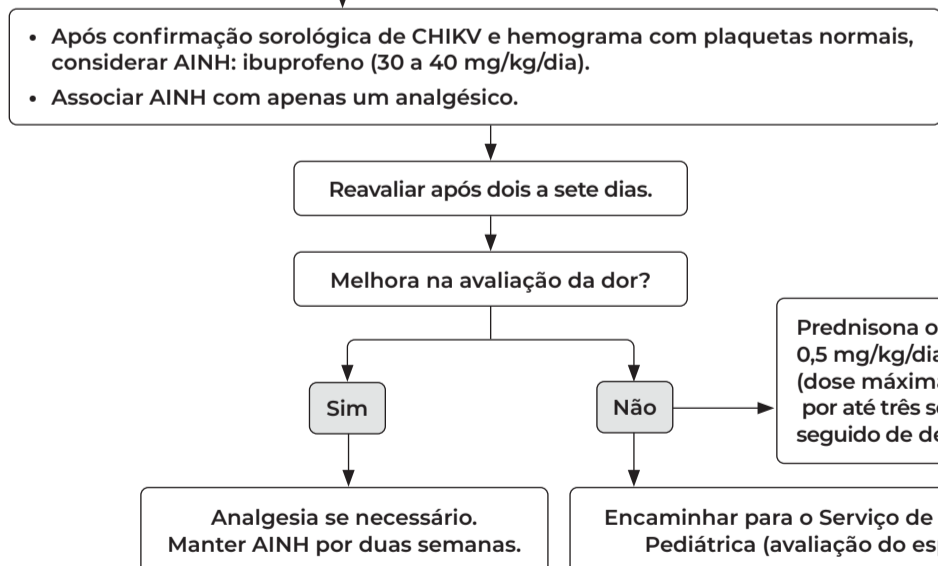 • Após confirmação sorológica de CHIKV e hemograma com plaquetas normais,
considerar AINH: ibuprofeno (30 a 40 mg/kg/dia).
• Associar AINH com apenas um analgésico.
Reavaliar após dois a sete dias.
Melhora na avaliação da dor?
Prednisona
0,5 mg/kg/dia
(dose máxima
por até três
seguido de
Sim
Não
Analgesia se necessário.
Manter AINH por duas semanas.
Encaminhar para o Serviço de
Pediátrica (avaliação do